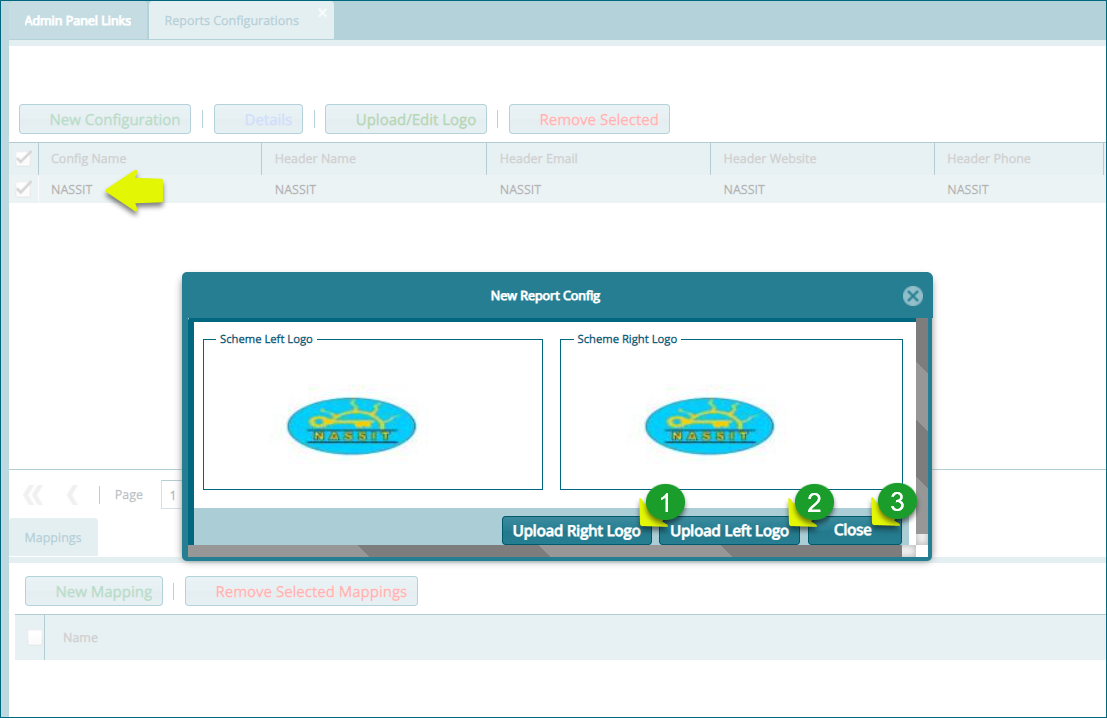 Admin Panel Links Reports Configurations
New Configuration Details Upload/Edit Logo Remove Selected
Config Name Header Name Header Email Header Website Header Phone
NASSIT NASSIT NASSIT NASSIT NASSIT
New Report Config
Scheme Left Logo Scheme Right Logo
NASSIT NASSIT
Page 1
1 2 3
Upload Right Logo Upload Left Logo Close
Mappings
New Mapping Remove Selected Mappings
Name